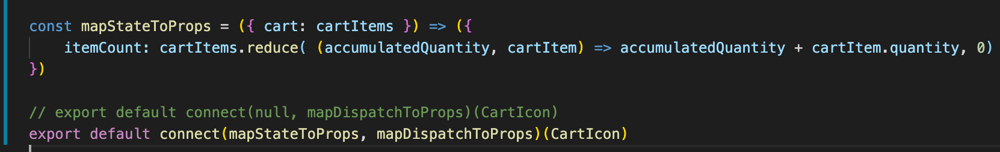 const mapStateToProps = ({ cart: cartItems }) => ({
    itemCount: cartItems.reduce( (accumulatedQuantity, cartItem) => accumulatedQuantity + cartItem.quantity, 0)
})
// export default connect(null, mapDispatchToProps)(CartIcon)
export default connect(mapStateToProps, mapDispatchToProps)(CartIcon)